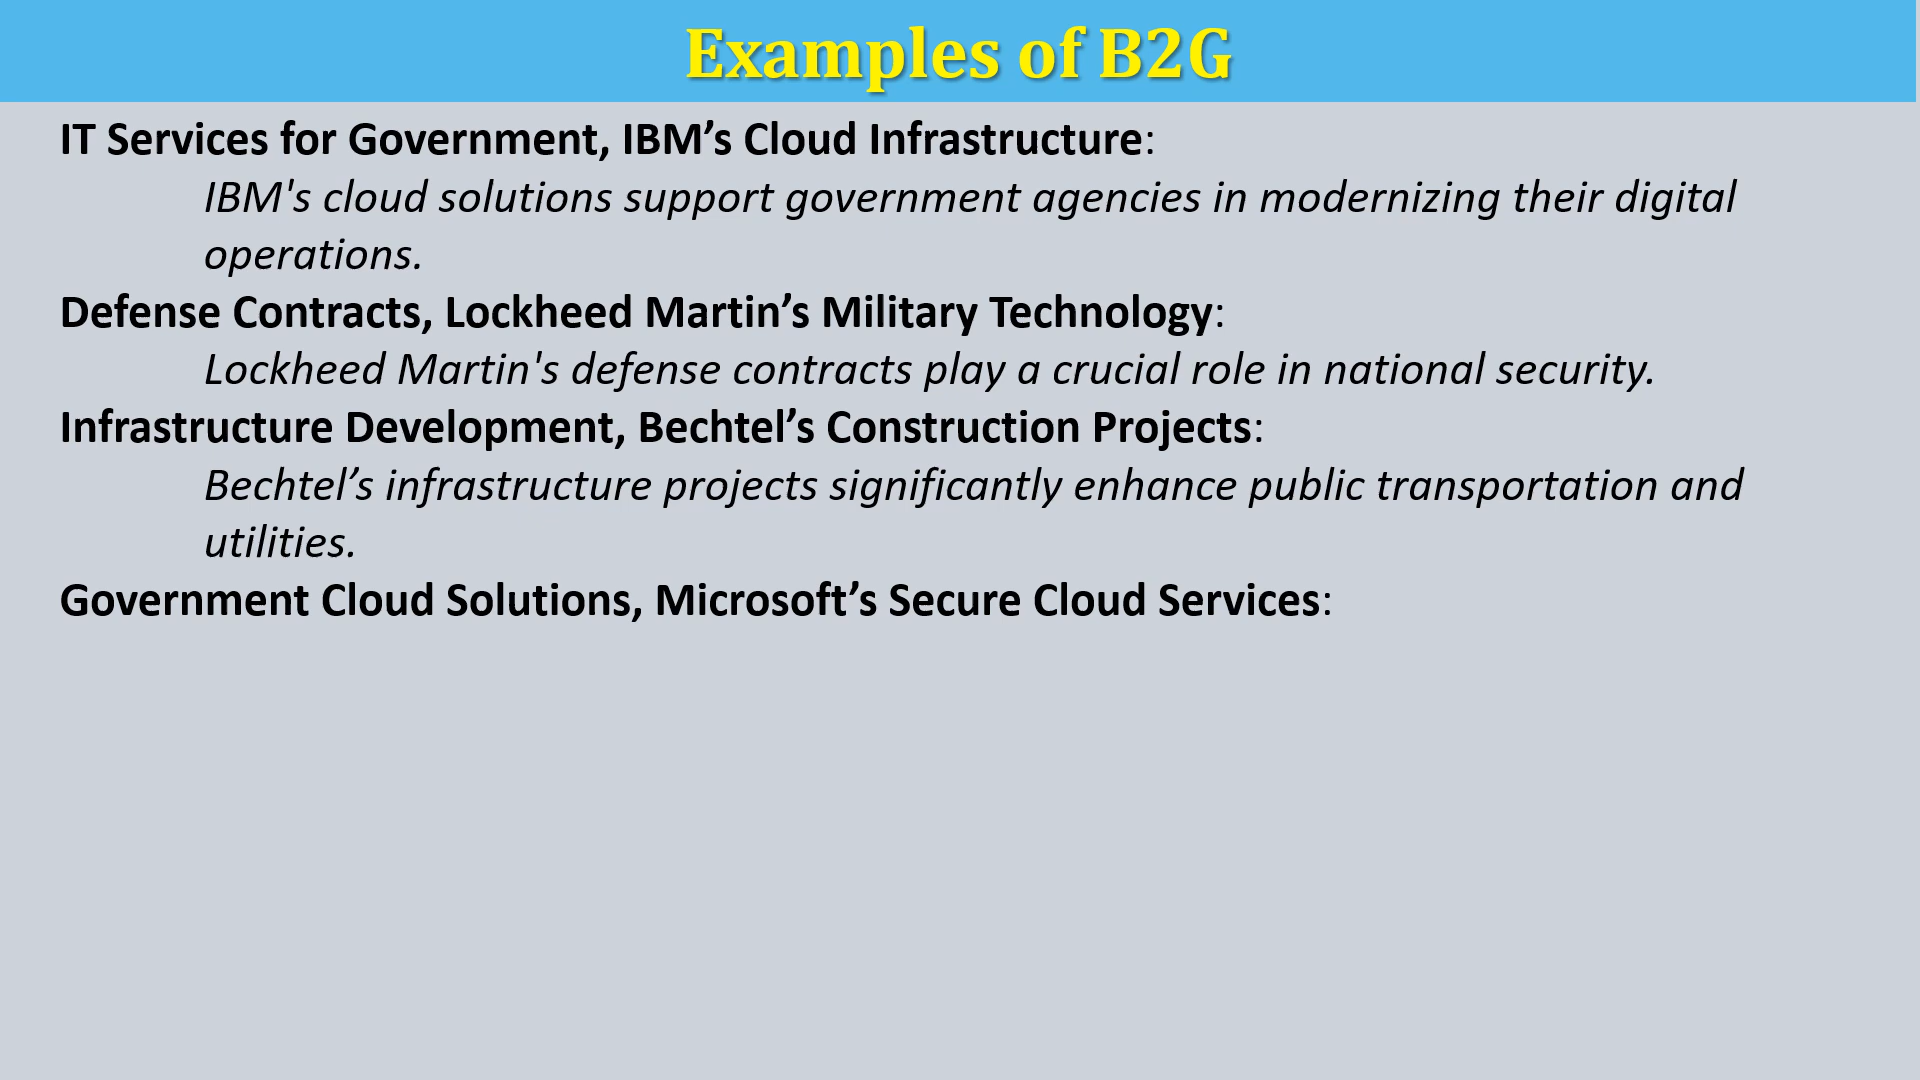 Examples of B2G
IT Services for Government, IBM’s Cloud Infrastructure:
IBM's cloud solutions support government agencies in modernizing their digital
operations.
Defense Contracts, Lockheed Martin’s Military Technology:
Lockheed Martin's defense contracts play a crucial role in national security.
Infrastructure Development, Bechtel’s Construction Projects:
Bechtel’s infrastructure projects significantly enhance public transportation and
utilities.
Government Cloud Solutions, Microsoft’s Secure Cloud Services: